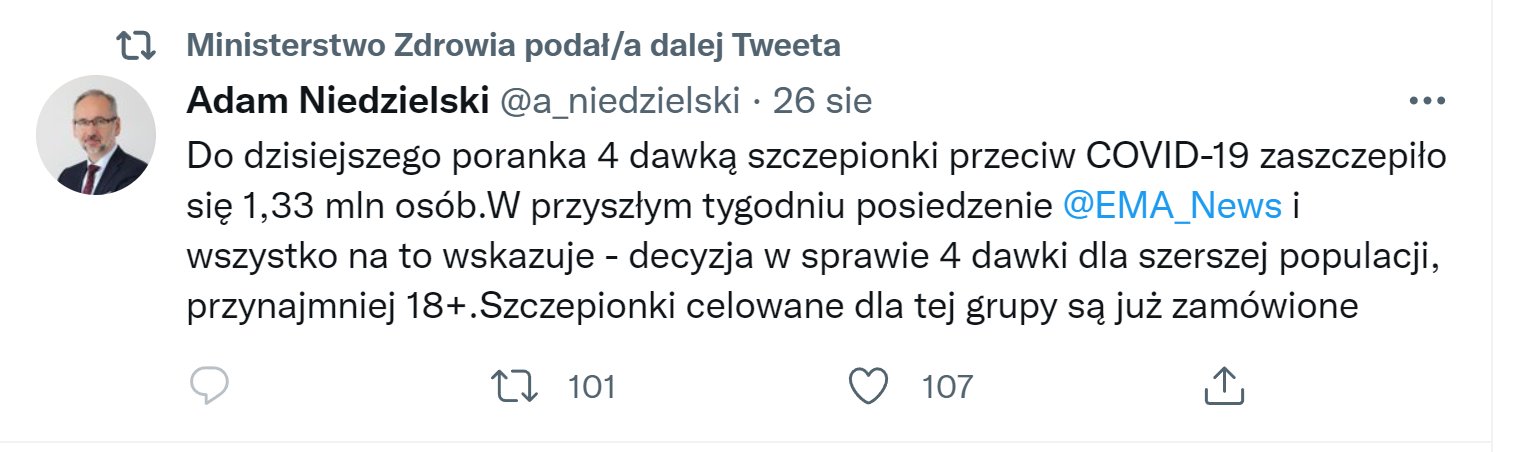 Ministerstwo Zdrowia podał/a dalej Tweeta
Adam Niedzielski @a_niedzielski · 26 sie
Do dzisiejszego poranka 4 dawką szczepionki przeciw COVID-19 zaszczepiło
się 1,33 mln osób.W przyszłym tygodniu posiedzenie @EMA_News i
wszystko na to wskazuje - decyzja w sprawie 4 dawki dla szerszej populacji,
przynajmniej 18+.Szczepionki celowane dla tej grupy są już zamówione
101 107